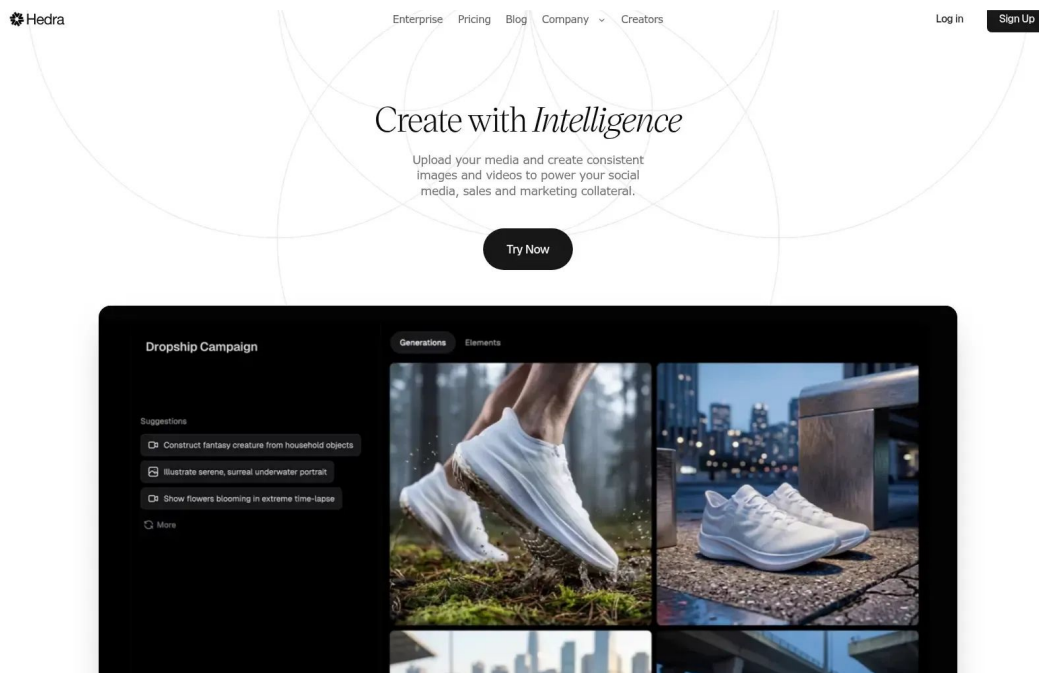 Hedra
Enterprise Pricing Blog Company Creators
Log in
Sign Up
Create with Intelligence
Upload your media and create consistent
images and videos to power your social
media, sales and marketing collateral.
Try Now
Dropship Campaign
Generations Elements
Suggestions
Construct fantasy creature from household objects
Illustrate serene, surreal underwater portrait
Show flowers blooming in extreme time-lapse
More